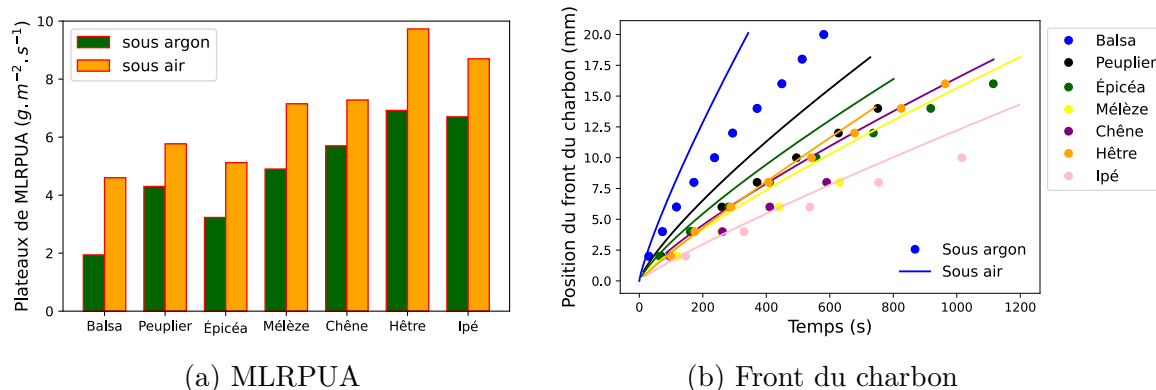 Plateaux de MLRPUA (g.m⁻².s⁻¹)
10
8
6
4
2
0
sous argon
sous air
Balsa Peuplier Épicéa Mélèze Chêne Hêtre Ipé
(a) MLRPUA
Position du front du charbon (mm)
20.0
17.5
15.0
12.5
10.0
7.5
5.0
2.5
0.0
Sous argon
Sous air
0 200 400 600 800 1000 1200
Temps (s)
Balsa
Peuplier
Épicéa
Mélèze
Chêne
Hêtre
Ipé
(b) Front du charbon